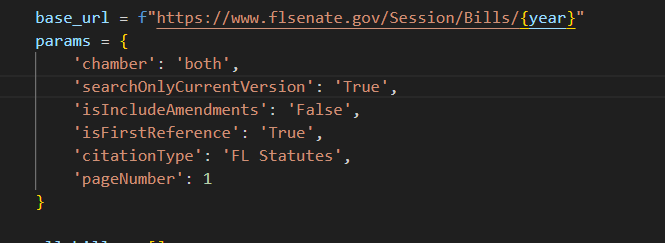 base_url = f"https://www.flsenate.gov/Session/Bills/{year}"
params = {
'chamber': 'both',
'searchOnlyCurrentVersion': 'True',
'isIncludeAmendments': 'False',
'isFirstReference': 'True',
'citationType': 'FL Statutes',
'pageNumber': 1
}